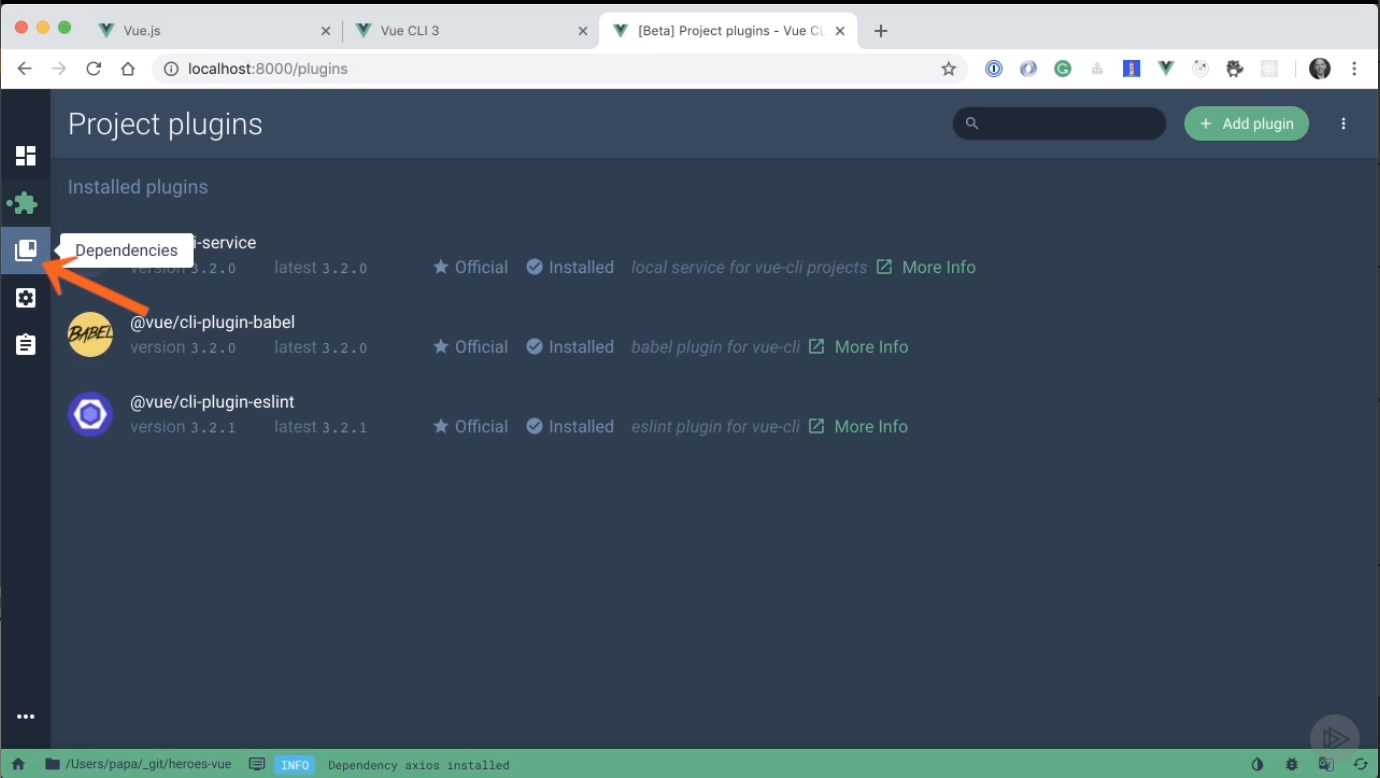 Vue.js
Vue CLI 3
[Beta] Project plugins - Vue CL
localhost:8000/plugins
Project plugins
+ Add plugin
Installed plugins
Dependencies
i-service
version 3.2.0 latest 3.2.0 Official Installed local service for vue-cli projects More Info
BABEL
@vue/cli-plugin-babel
version 3.2.0 latest 3.2.0 Official Installed babel plugin for vue-cli More Info
@vue/cli-plugin-eslint
version 3.2.1 latest 3.2.1 Official Installed eslint plugin for vue-cli More Info
/Users/papa/_git/heroes-vue INFO Dependency axios installed